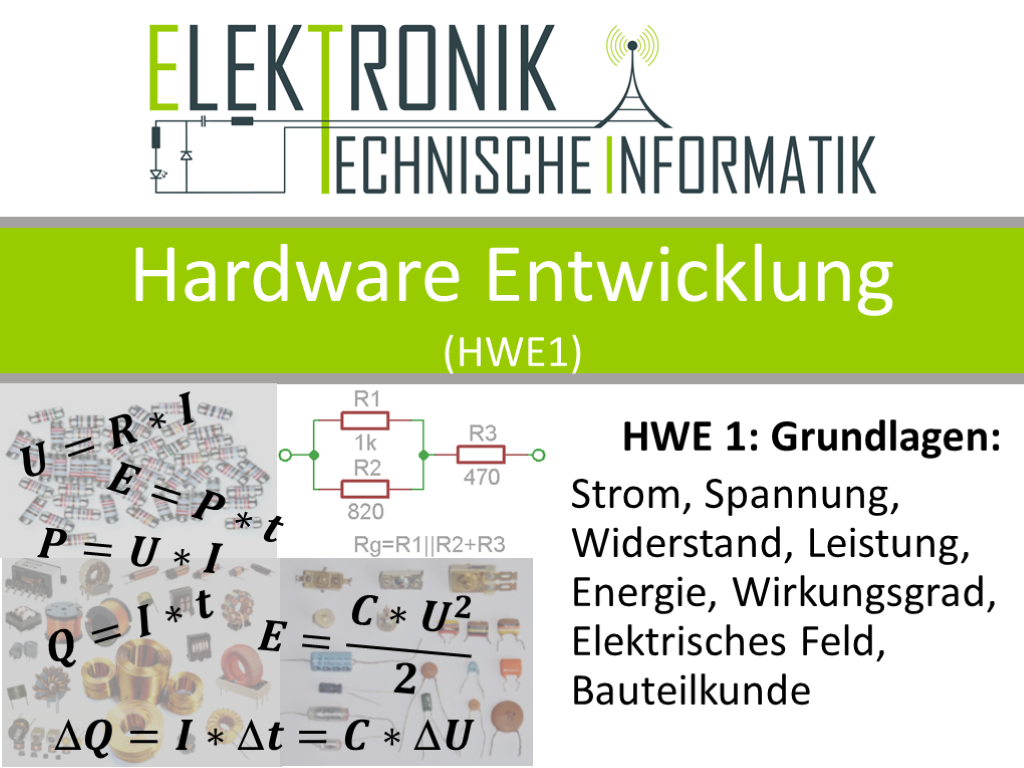 ELEKTRONIK
TECHNISCHE INFORMATIK
Hardware Entwicklung
(HWE1)
U = R * I
E = P * t
P = U * I
Q = I * t
E = C * U² / 2
ΔQ = I * Δt = C * ΔU
R1
1k
R2
820
R3
470
Rg=R1||R2+R3
HWE 1: Grundlagen:
Strom, Spannung,
Widerstand, Leistung,
Energie, Wirkungsgrad,
Elektrisches Feld,
Bauteilkunde